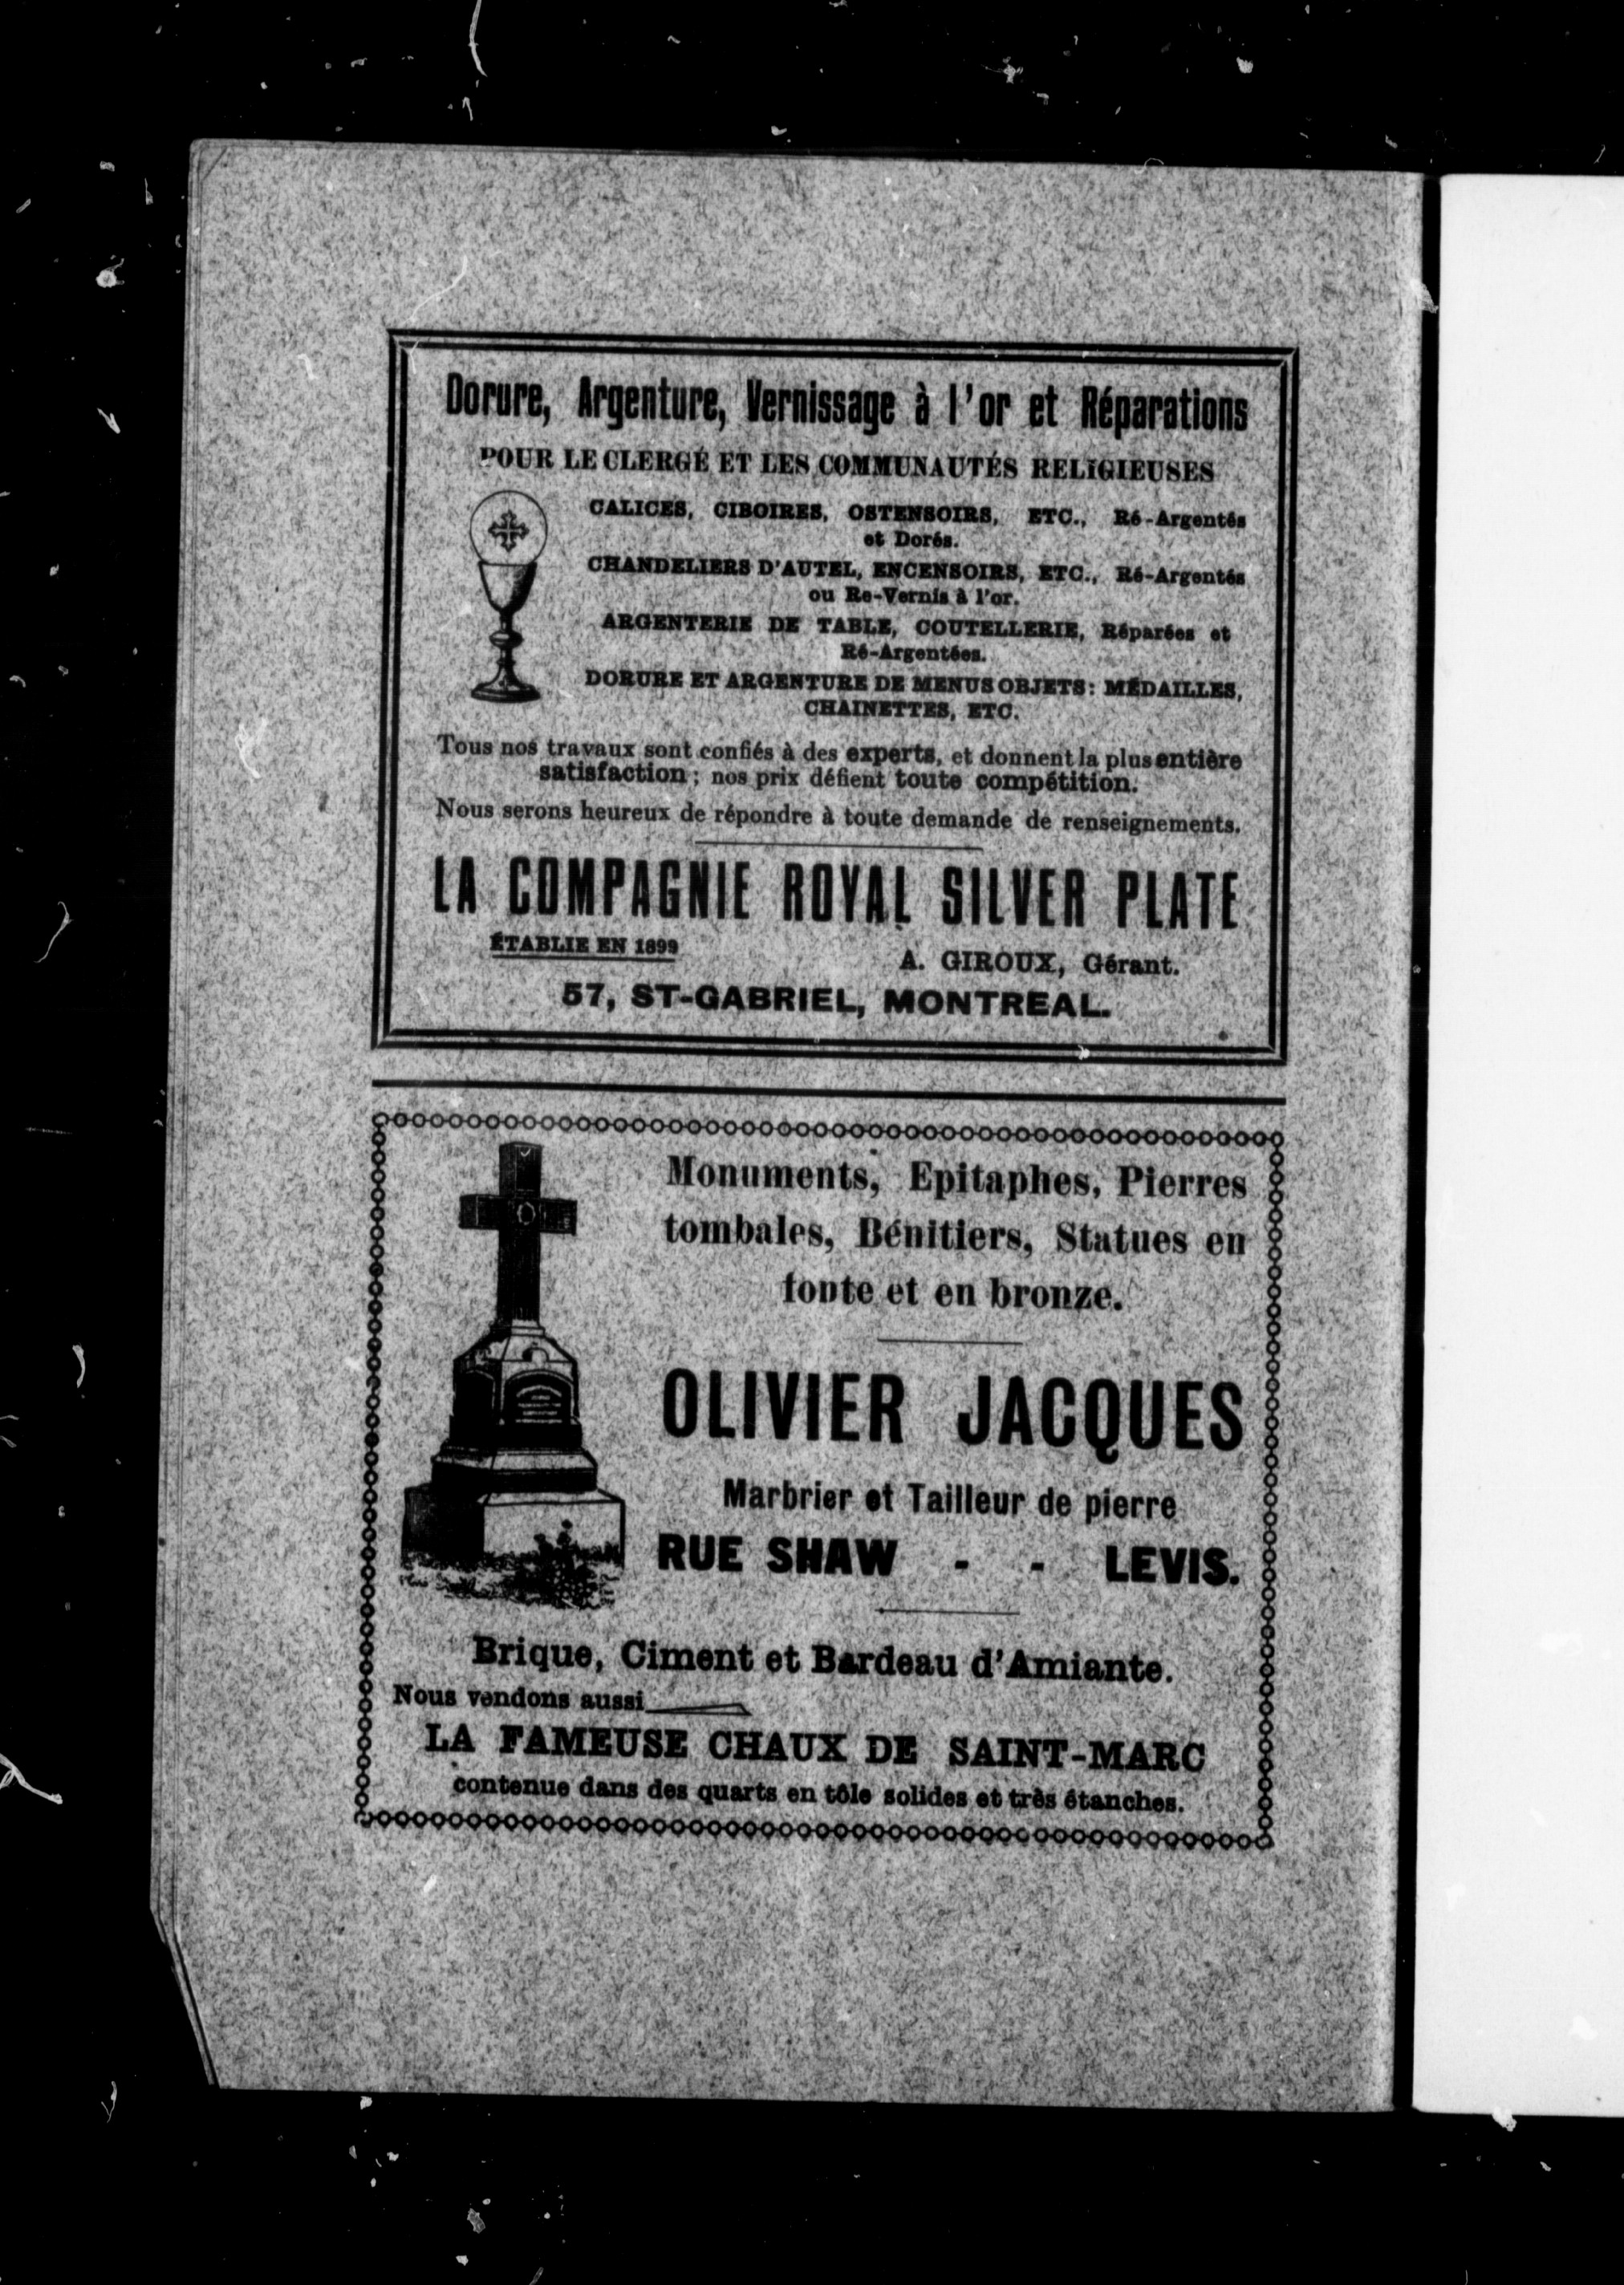 Dorure, Argenture, Vernissage à l'or et Réparations
POUR LE CLERGÉ ET LES COMMUNAUTÉS RELIGIEUSES
CALICES, CIBOIRES, OSTENSOIRS, ETC., Ré-Argentés
et Dorés.
CHANDELIERS D'AUTEL, ENCENSOIRS, ETC., Ré-Argentés
ou Re-Vernis à l'or.
ARGENTERIE DE TABLE, COUTELLERIE, Réparées et
Ré-Argentées.
DORURE ET ARGENTURE DE MENUS OBJETS: MÉDAILLES,
CHAINETTES, ETC.
Tous nos travaux sont confiés à des experts, et donnent la plus entière
satisfaction; nos prix défient toute compétition.
Nous serons heureux de répondre à toute demande de renseignements.
LA COMPAGNIE ROYAL SILVER PLATE
ÉTABLIE EN 1899
A. GIROUX, Gérant.
57, ST-GABRIEL, MONTREAL.
Monuments, Epitaphes, Pierres
tombales, Bénitiers, Statues en
fonte et en bronze.
OLIVIER JACQUES
Marbrier et Tailleur de pierre
RUE SHAW - - LEVIS.
Brique, Ciment et Bardeau d'Amiante.
Nous vendons aussi
LA FAMEUSE CHAUX DE SAINT-MARC
contenue dans des quarts en tôle solides et très étanches.